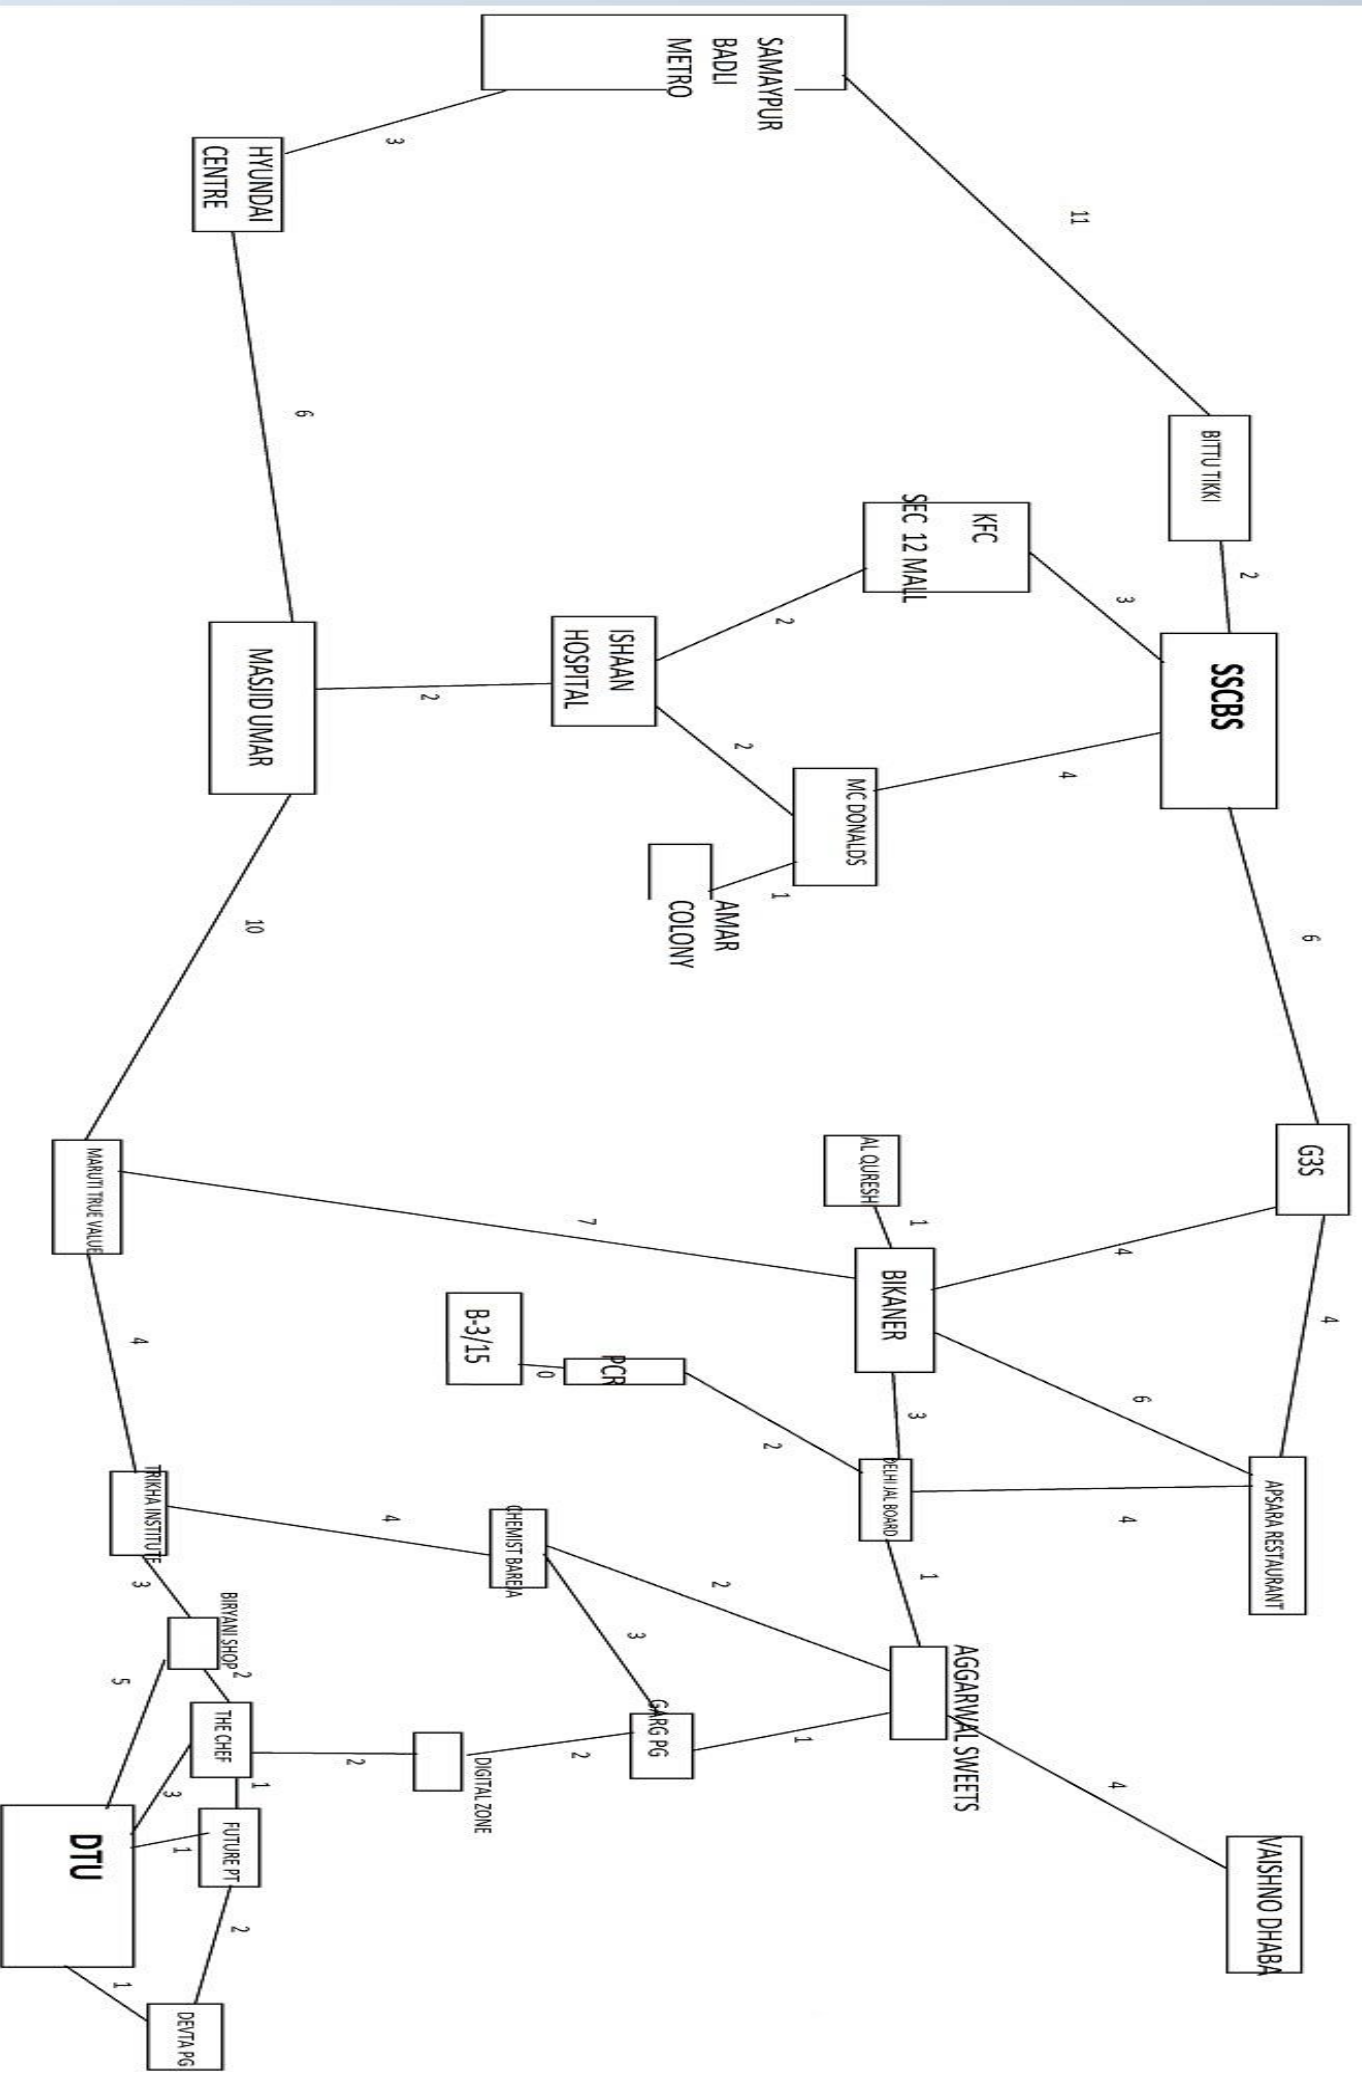 SAMAYPUR
BADLI
METRO
11
3
HYUNDAI
CENTRE
6
BITTU TIKKI
2
KFC
SEC 12 MALL
3
SSCBS
2
ISHAAN
HOSPITAL
2
MASJID UMAR
2
4
MC DONALDS
1
AMAR
COLONY
6
10
G3S
AL QURESHI
1
MARUTI TRUE VALUE
7
4
BIKANER
4
B-3/15
0
PCR
4
6
3
2
DELHI JAL BOARD
APSARA RESTAURANT
4
TRIKHA INSTITUTE
4
CHEMIST BAREJA
3
2
1
3
BIRYANI SHOP
2
5
AGGARWAL SWEETS
GARG PG
1
2
DIGITAL ZONE
2
THE CHEF
3
1
4
VAISHNO DHABA
FUTURE PT
1
DTU
2
1
DEVTA PG